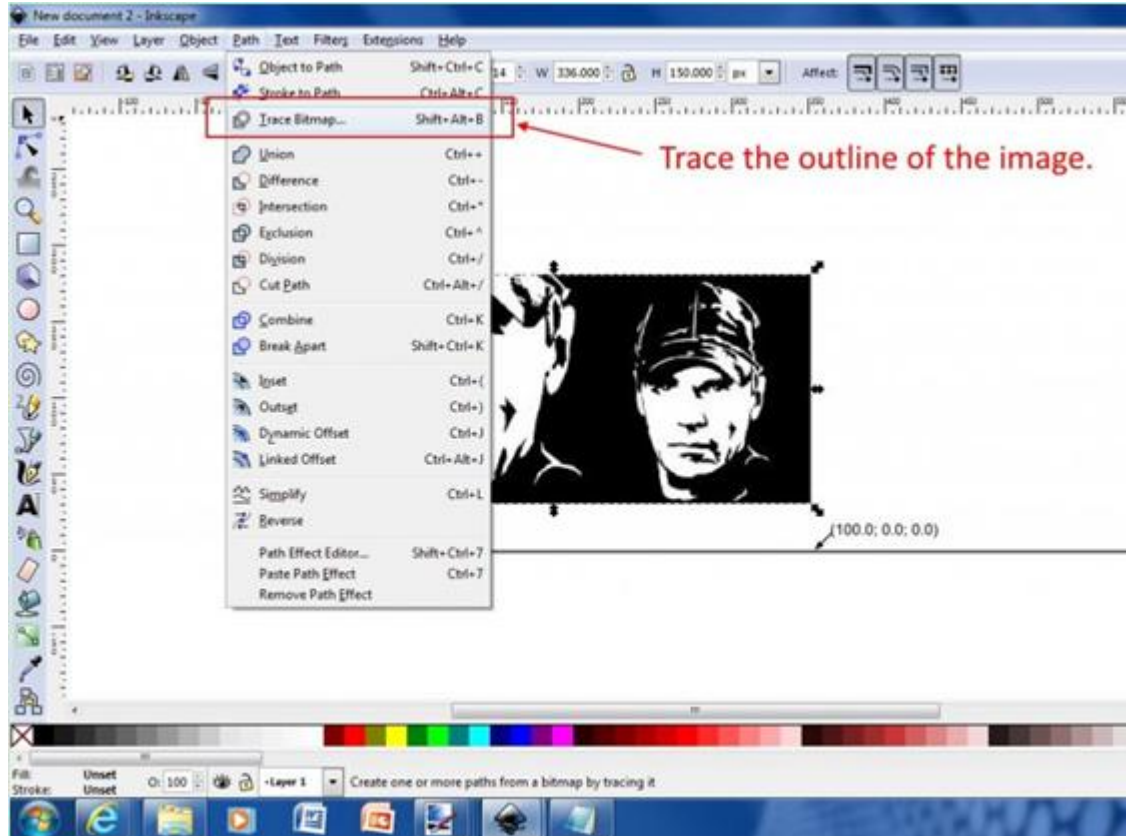 New document 2 - Inkscape
File Edit View Layer Object Path Text Filters Extensions Help
W 336.000 H 150.000 px Affect:
Object to Path Shift+Ctrl+C
Stroke to Path Ctrl+Alt+C
Trace Bitmap... Shift+Alt+B
Trace the outline of the image.
Union Ctrl++
Difference Ctrl+-
Intersection Ctrl+*
Exclusion Ctrl+^
Division Ctrl+/
Cut Path Ctrl+Alt+/
Combine Ctrl+K
Break Apart Shift+Ctrl+K
Inset Ctrl+(
Outset Ctrl+)
Dynamic Offset Ctrl+J
Linked Offset Ctrl+Alt+J
Simplify Ctrl+L
Reverse
(100.0; 0.0; 0.0)
Path Effect Editor... Shift+Ctrl+7
Paste Path Effect Ctrl+7
Remove Path Effect
Fill: Unset
Stroke: Unset
O: 100
Layer 1
Create one or more paths from a bitmap by tracing it